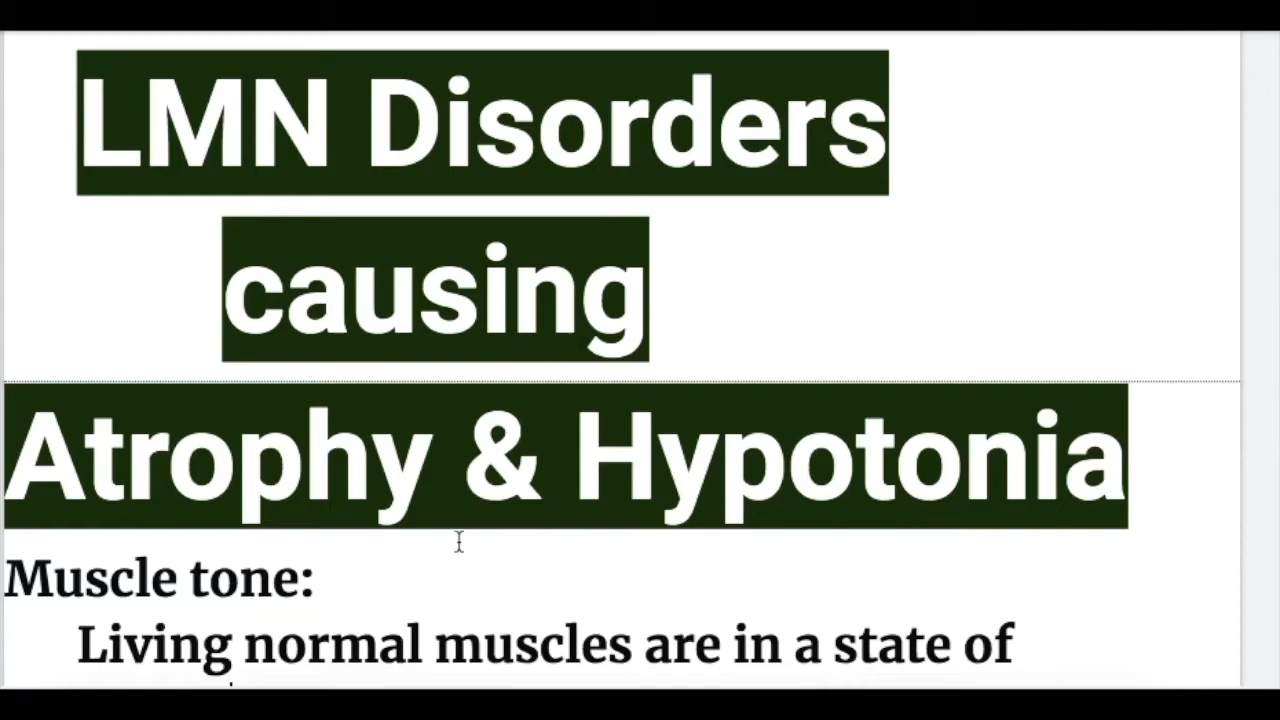 LMN Disorders
causing
Atrophy & Hypotonia
Muscle tone:
Living normal muscles are in a state of